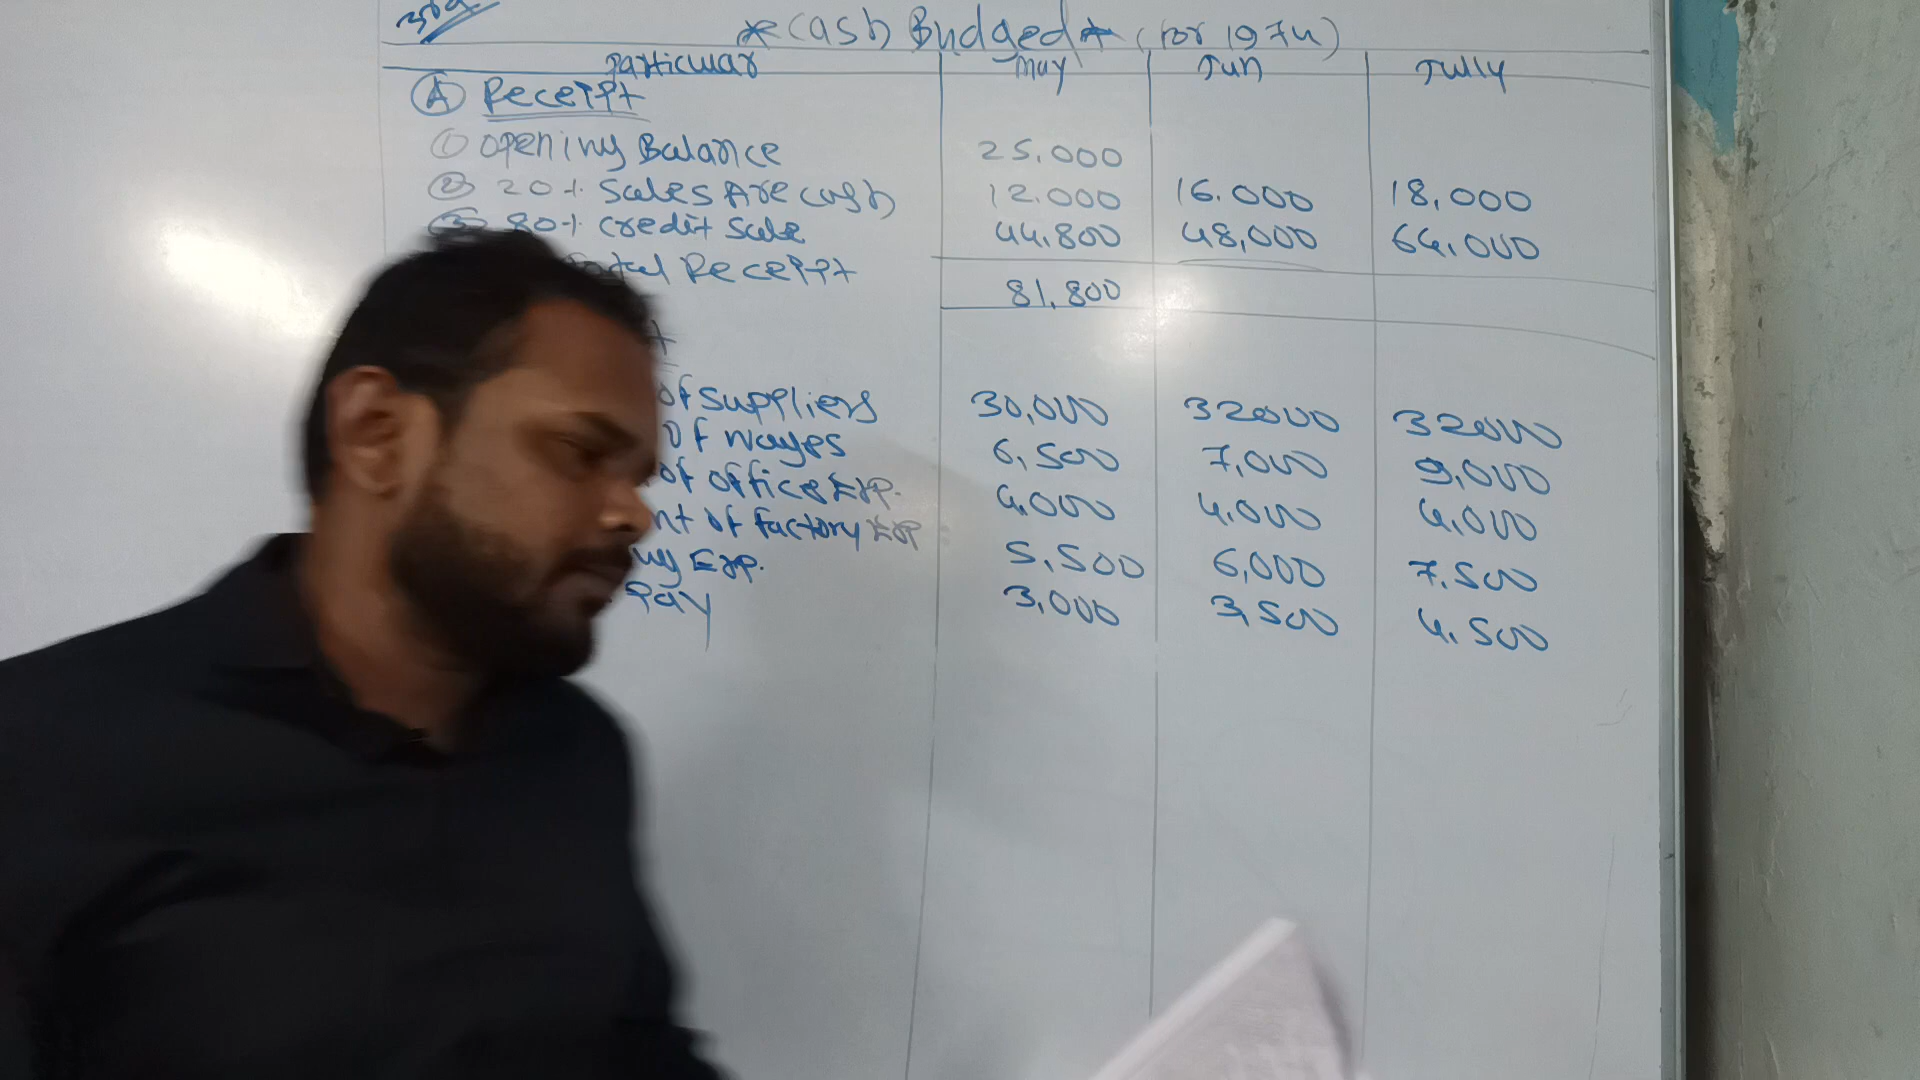 * Cash Budged * (for 1974)
Particular May Jun Jully
(A) Receipt
(1) opening Balance 25.000
(2) 20% Sales Are cash 12.000 16.000 18.000
(3) 80% credit Sale 44.800 48,000 64.000
Total Receipt
81.800
of Suppliers 30,000 32000 32000
of wages 6,500 7,000 9,000
of office Exp. 4,000 4,000 4,000
nt of factory Exp 5,500 6,000 7,500
ng Exp. 3,000 3,500 4,500
Pay